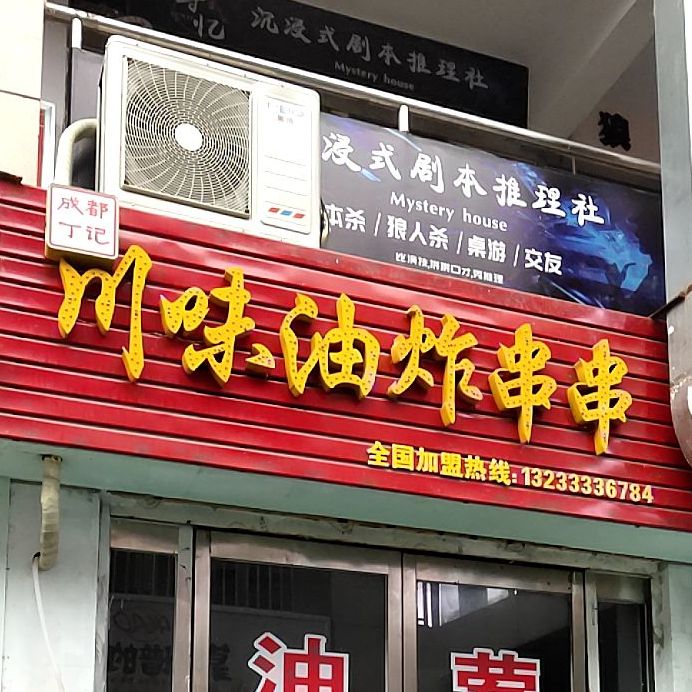 忆 沉浸式剧本推理社
Mystery house
浸式剧本推理社
Mystery house
本杀/狼人杀/桌游/交友
成都
丁记
川味油炸串串
全国加盟热线:13233336784
油